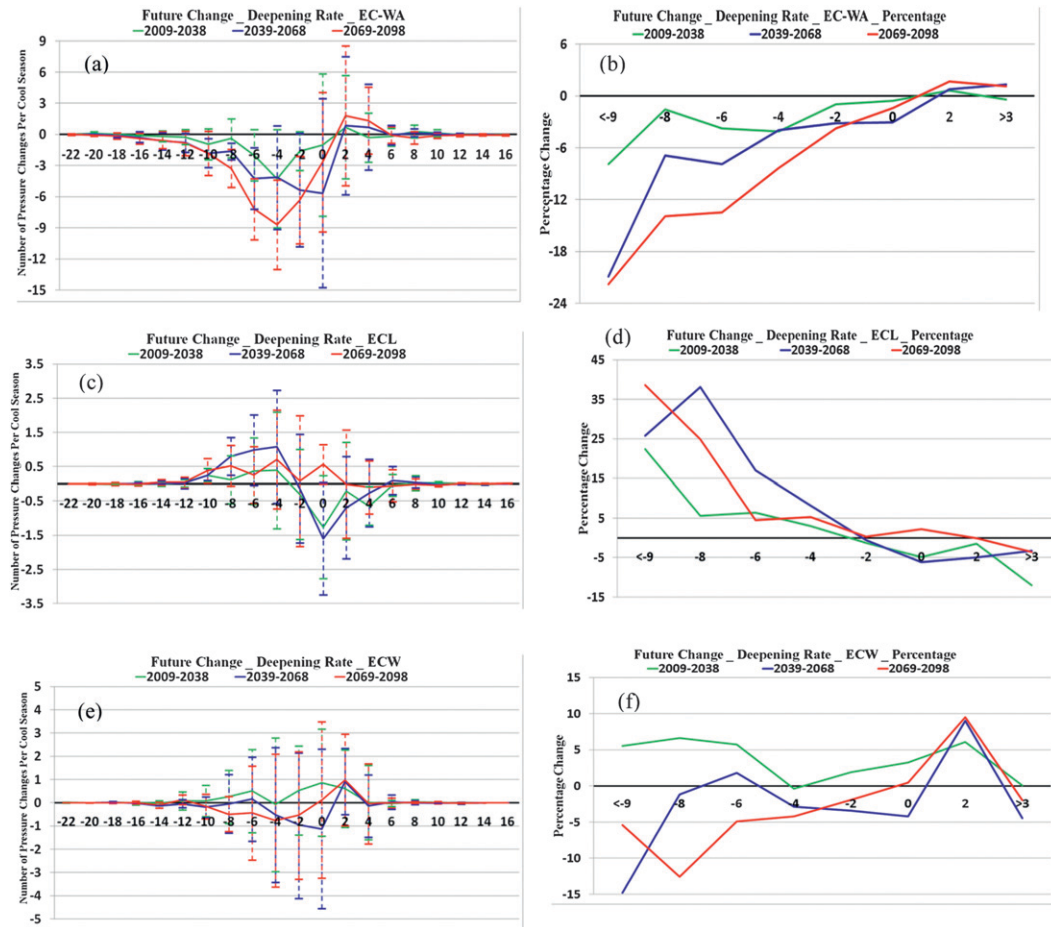 Future Change _ Deepening Rate _ EC-WA
2009-2038 2039-2068 2069-2098
(a)
Number of Pressure Changes Per Cool Season
9
6
3
0
-3
-6
-9
-12
-15
-22 -20 -18 -16 -14 -12 -10 -8 -6 -4 -2 0 2 4 6 8 10 12 14 16
Future Change _ Deepening Rate _ EC-WA _ Percentage
2009-2038 2039-2068 2069-2098
(b)
Percentage Change
6
0
-6
-12
-18
-24
<-9 -8 -6 -4 -2 0 2 >3
Future Change _ Deepening Rate _ ECL
2009-2038 2039-2068 2069-2098
(c)
Number of Pressure Changes Per Cool Season
3.5
2.5
1.5
0.5
-0.5
-1.5
-2.5
-3.5
-22 -20 -18 -16 -14 -12 -10 -8 -6 -4 -2 0 2 4 6 8 10 12 14 16
Future Change _ Deepening Rate _ ECL _ Percentage
2009-2038 2039-2068 2069-2098
(d)
Percentage Change
45
35
25
15
5
-5
-15
<-9 -8 -6 -4 -2 0 2 >3
Future Change _ Deepening Rate _ ECW
2009-2038 2039-2068 2069-2098
(e)
Number of Pressure Changes Per Cool Season
5
4
3
2
1
0
-1
-2
-3
-4
-5
-22 -20 -18 -16 -14 -12 -10 -8 -6 -4 -2 0 2 4 6 8 10 12 14 16
Future Change _ Deepening Rate _ ECW _ Percentage
2009-2038 2039-2068 2069-2098
(f)
Percentage Change
15
10
5
0
-5
-10
-15
<-9 -8 -6 -4 -2 0 2 >3